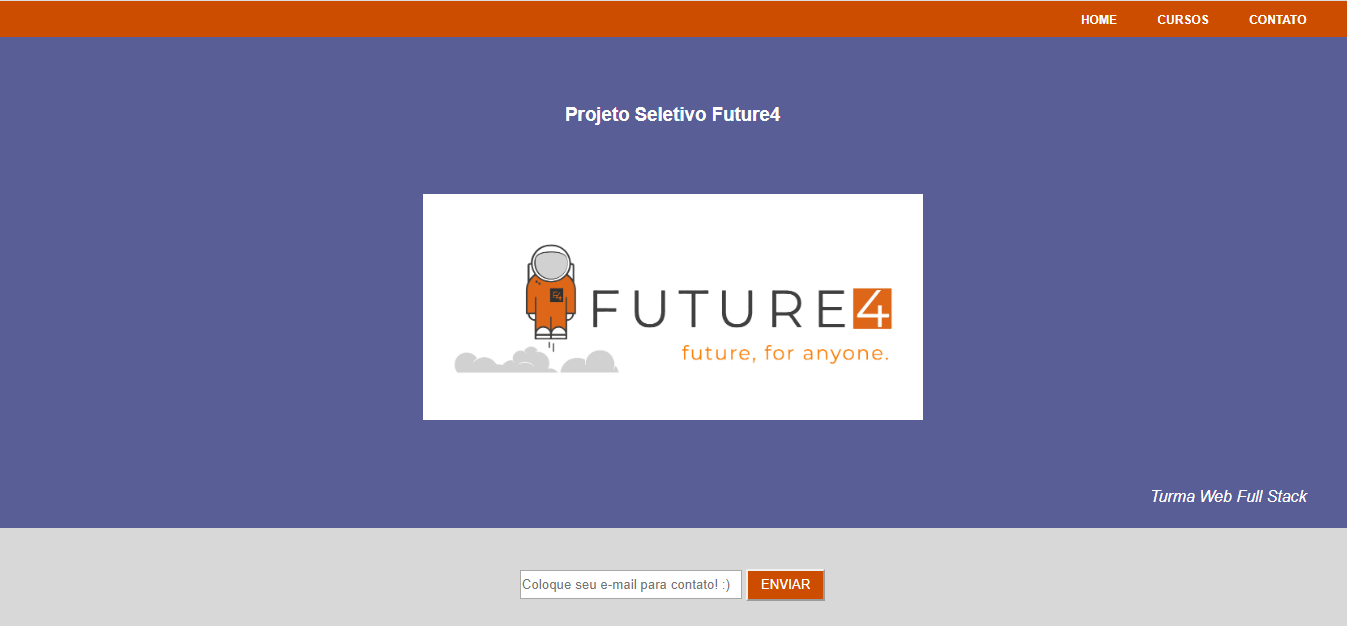 HOME CURSOS CONTATO
Projeto Seletivo Future4
F4
FUTURE4
future, for anyone.
Turma Web Full Stack
Coloque seu e-mail para contato! :) ENVIAR